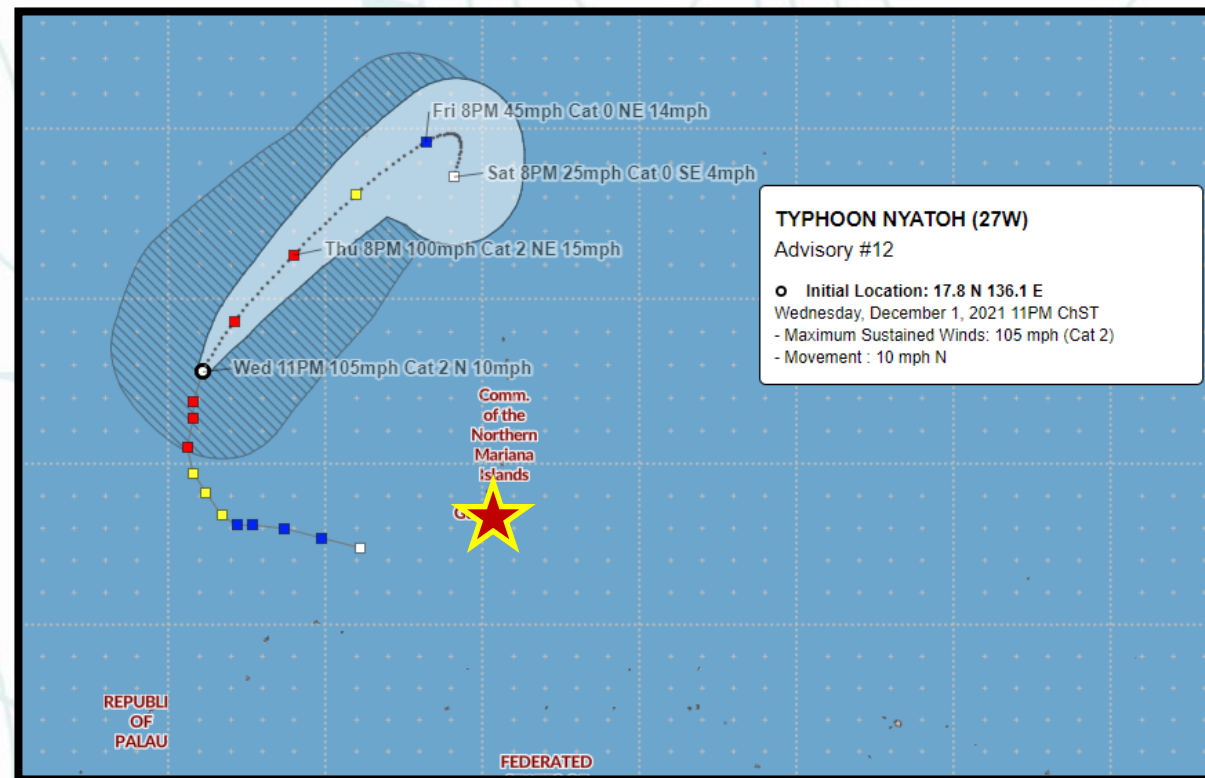 Fri 8PM 45mph Cat 0 NE 14mph
Sat 8PM 25mph Cat 0 SE 4mph
TYPHOON NYATOH (27W)
Advisory #12
Initial Location: 17.8 N 136.1 E
Wednesday, December 1, 2021 11PM ChST
- Maximum Sustained Winds: 105 mph (Cat 2)
- Movement : 10 mph N
Thu 8PM 100mph Cat 2 NE 15mph
Wed 11PM 105mph Cat 2 N 10mph
Comm.
of the
Northern
Mariana
Islands
REPUBLI
OF
PALAU
FEDERATED